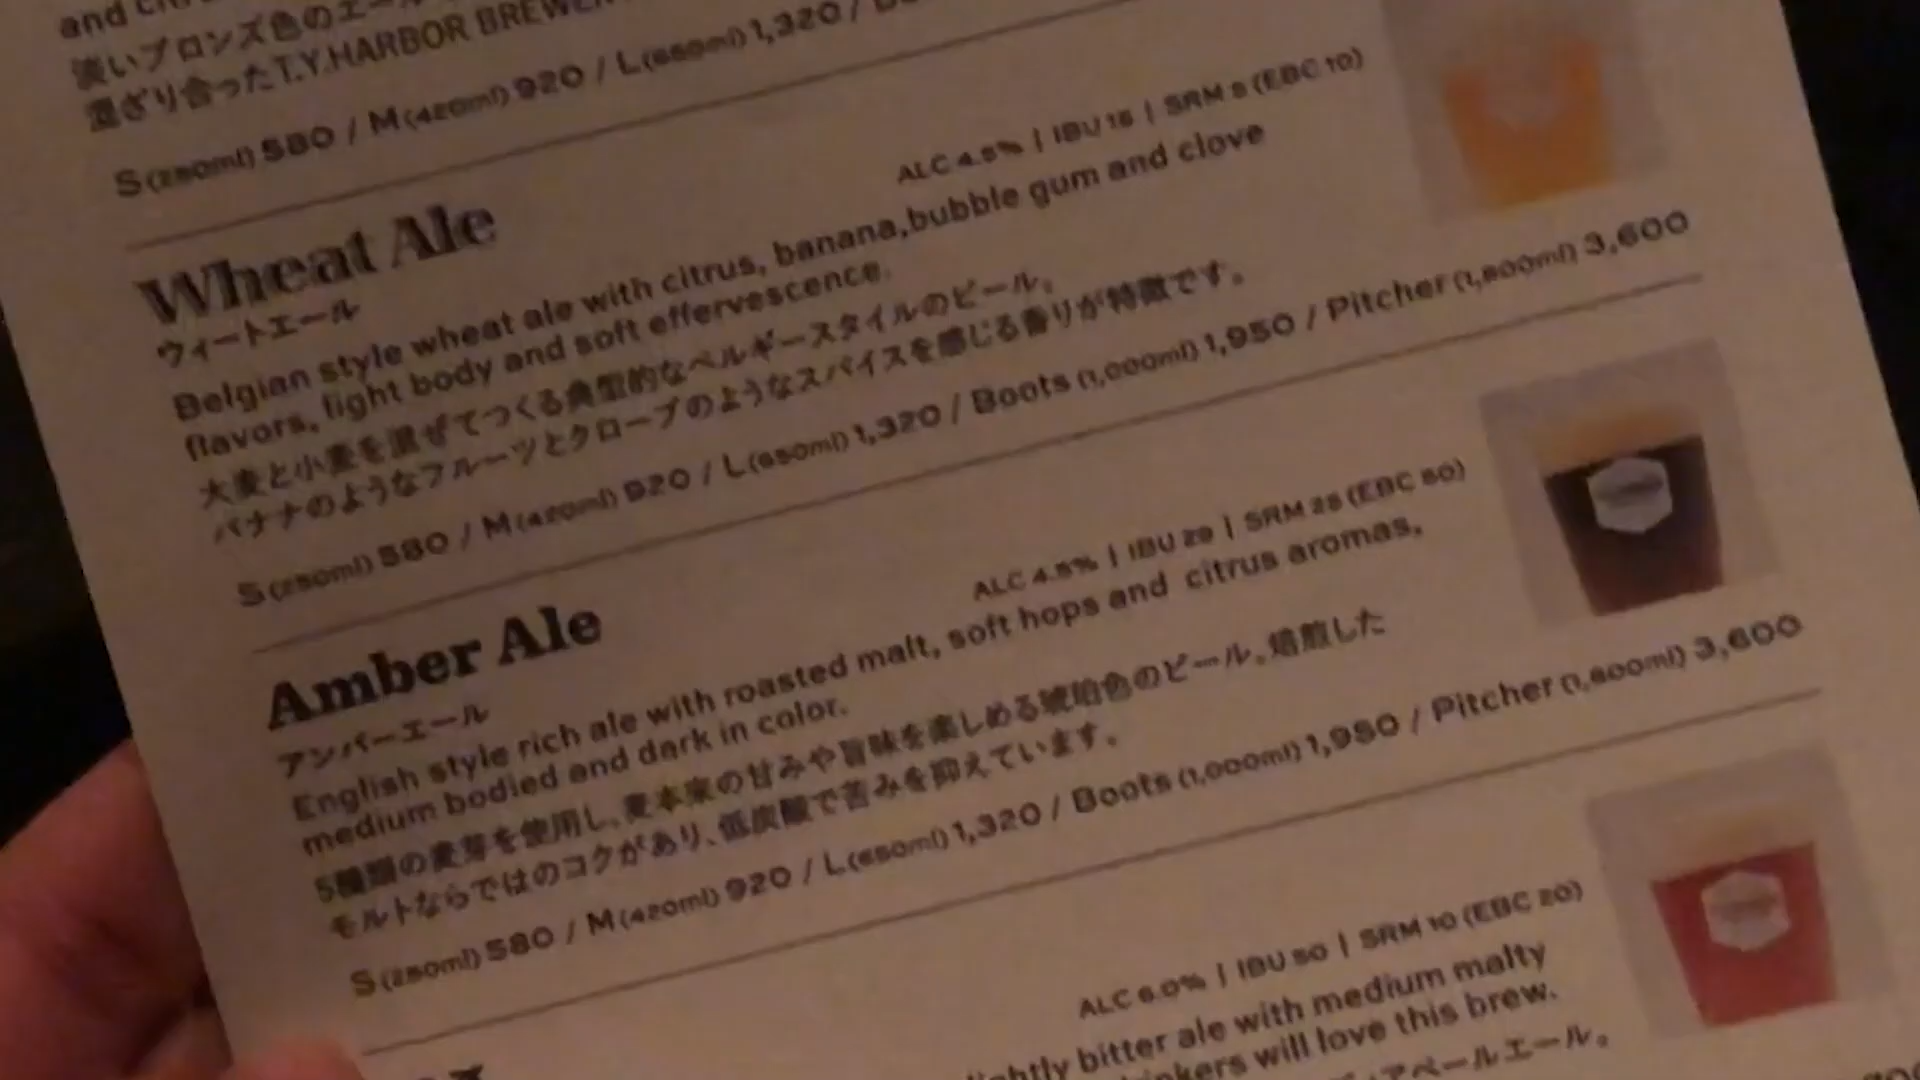 淡いブロンズ色のエール
混ざり合ったT.Y.HARBOR BREWER
S(250ml) 580 / M(420ml) 920 / L(650ml) 1,320 /
Wheat Ale
ALC 4.5% | IBU 15 | SRM 5 (EBC 10)
ウィートエール
Belgian style wheat ale with citrus, banana,bubble gum and clove
flavors, light body and soft effervescence.
大麦と小麦を混ぜてつくる典型的なベルギースタイルのビール。
バナナのようなフルーツとクローブのようなスパイスを感じる香りが特徴です。
S(250ml) 580 / M(420ml) 920 / L(650ml) 1,320 / Boots (1,000ml) 1,950 / Pitcher (1,800ml) 3,600
Amber Ale
ALC 4.5% | IBU 29 | SRM 25 (EBC 50)
アンバーエール
English style rich ale with roasted malt, soft hops and citrus aromas,
medium bodied and dark in color.
5種類の麦芽を使用し、麦本来の甘みや旨味を楽しめる琥珀色のビール。焙煎した
モルトならではのコクがあり、低炭酸で苦みを抑えています。
S(250ml) 580 / M(420ml) 920 / L(650ml) 1,320 / Boots (1,000ml) 1,950 / Pitcher (1,800ml) 3,600
ALC 6.0% | IBU 50 | SRM 10 (EBC 20)
bitter ale with medium malty
will love this brew.
ペールエール。